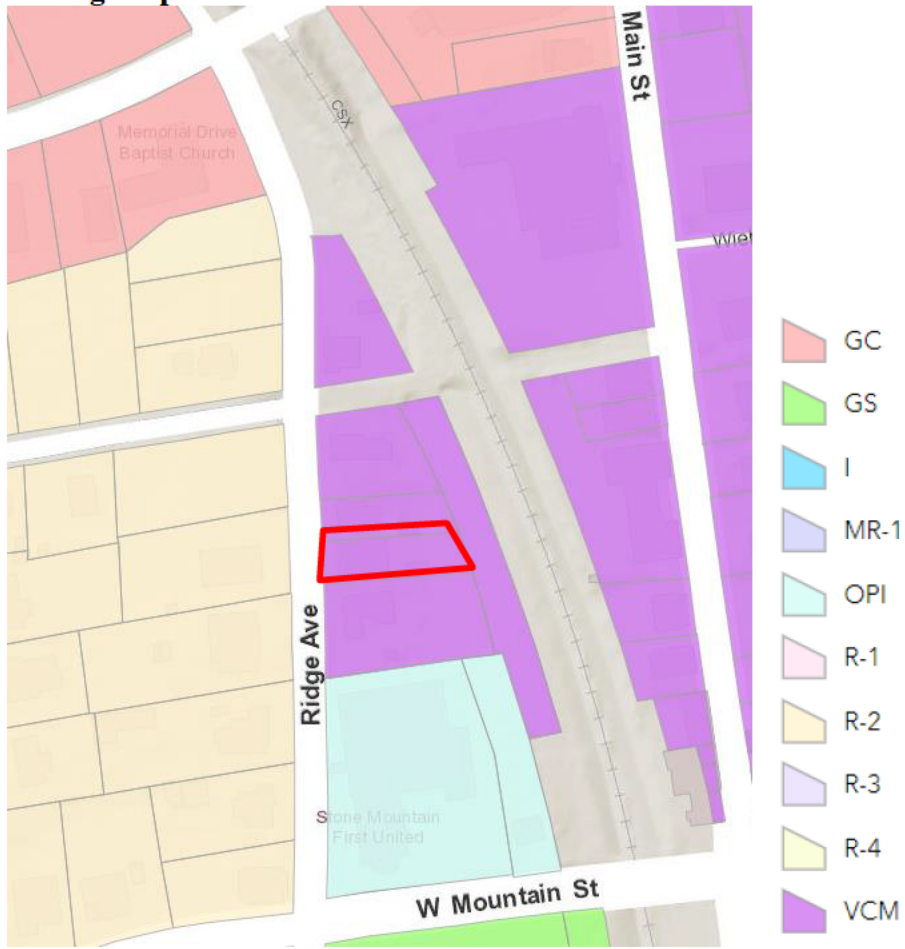 Main St
CSX
Memorial Drive
Baptist Church
Wier
Ridge Ave
Stone Mountain
First United
W Mountain St
GC
GS
I
MR-1
OPI
R-1
R-2
R-3
R-4
VCM